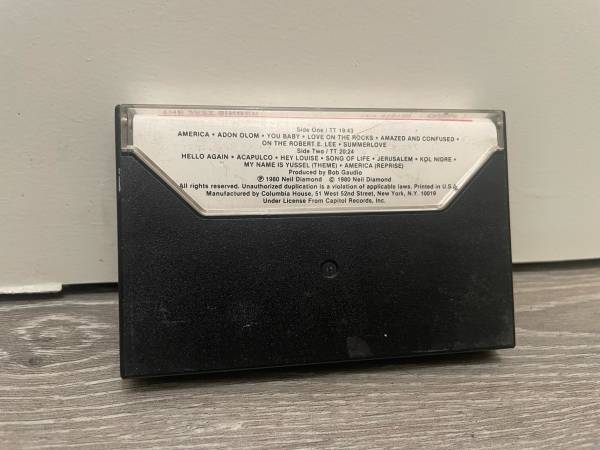 THE JAZZ SINGER
Side One / TT 19:43
AMERICA • ADON OLOM • YOU BABY • LOVE ON THE ROCKS • AMAZED AND CONFUSED •
ON THE ROBERT E. LEE • SUMMERLOVE
Side Two / TT 20:24
HELLO AGAIN • ACAPULCO • HEY LOUISE • SONG OF LIFE • JERUSALEM • KOL NIDRE •
MY NAME IS YUSSEL (THEME) • AMERICA (REPRISE)
Produced by Bob Gaudio
℗ 1980 Neil Diamond © 1980 Neil Diamond
All rights reserved. Unauthorized duplication is a violation of applicable laws. Printed in U.S.A.
Manufactured by Columbia House, 51 West 52nd Street, New York, N.Y. 10019
Under License From Capitol Records, Inc.